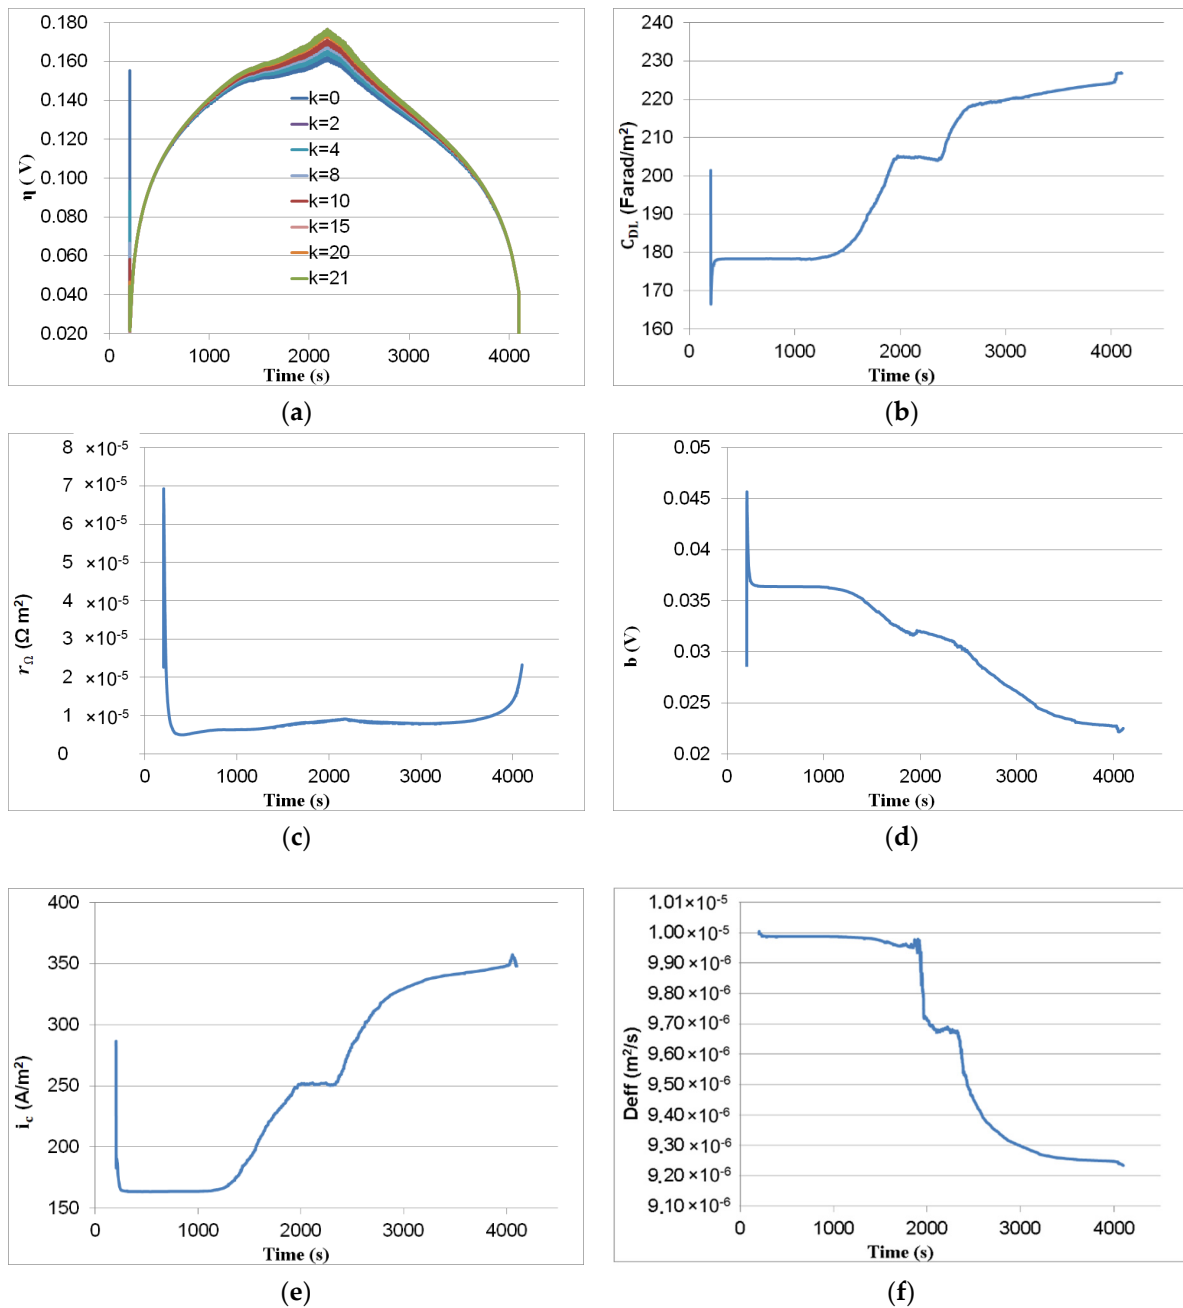 0.180
0.160
0.140
0.120
0.100
0.080
0.060
0.040
0.020
η ( V)
k=0
k=2
k=4
k=8
k=10
k=15
k=20
k=21
0 1000 2000 3000 4000
Time (s)
(a)
240
230
220
210
200
190
180
170
160
C_DL (Farad/m²)
0 1000 2000 3000 4000
Time (s)
(b)
8 ×10⁻⁵
7 ×10⁻⁵
6 ×10⁻⁵
5 ×10⁻⁵
4 ×10⁻⁵
3 ×10⁻⁵
2 ×10⁻⁵
1 ×10⁻⁵
0
r_Ω (Ω m²)
0 1000 2000 3000 4000
Time (s)
(c)
0.05
0.045
0.04
0.035
0.03
0.025
0.02
b (V)
0 1000 2000 3000 4000
Time (s)
(d)
400
350
300
250
200
150
i_c (A/m²)
0 1000 2000 3000 4000
Time (s)
(e)
1.01×10⁻⁵
1.00×10⁻⁵
9.90×10⁻⁶
9.80×10⁻⁶
9.70×10⁻⁶
9.60×10⁻⁶
9.50×10⁻⁶
9.40×10⁻⁶
9.30×10⁻⁶
9.20×10⁻⁶
9.10×10⁻⁶
Deff (m²/s)
0 1000 2000 3000 4000
Time (s)
(f)